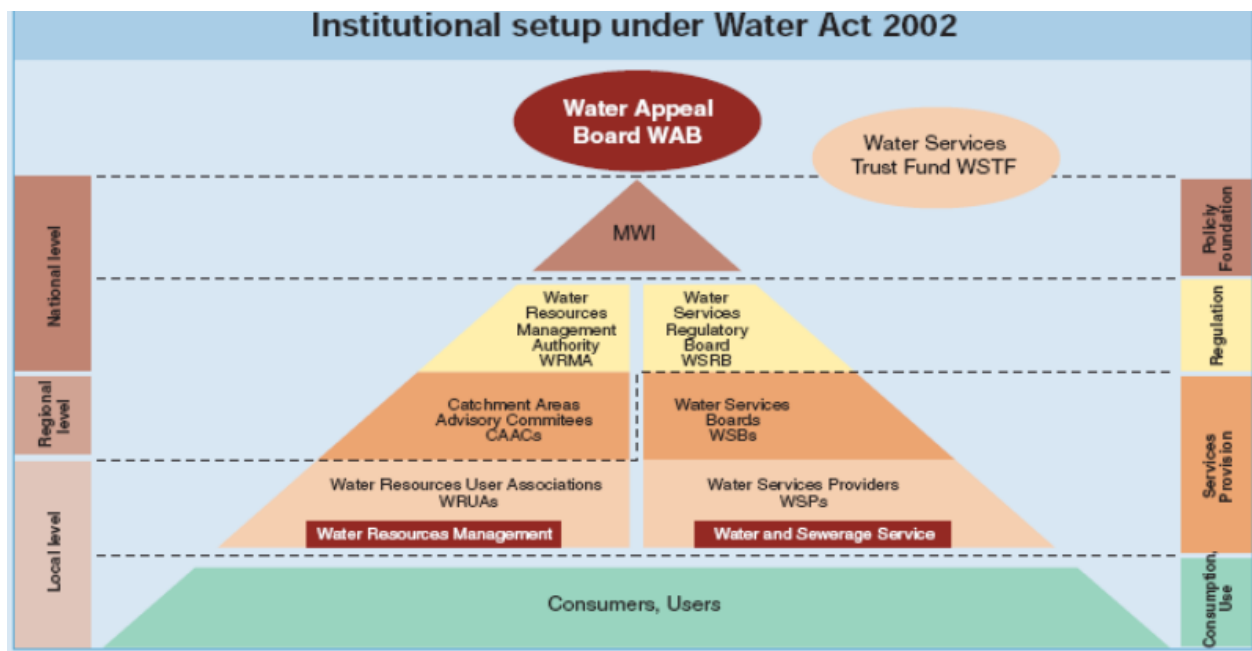 Institutional setup under Water Act 2002
Water Appeal
Board WAB
Water Services
Trust Fund WSTF
National level
MWI
Policiy
Foundation
Water
Resources
Management
Authority
WRMA
Water
Services
Regulatory
Board
WSRB
Regulation
Regional
level
Catchment Areas
Advisory Commitees
CAACs
Water Services
Boards
WSBs
Services
Provision
Local level
Water Resources User Associations
WRUAs
Water Resources Management
Water Services Providers
WSPs
Water and Sewerage Service
Consumers, Users
Consumption,
Use